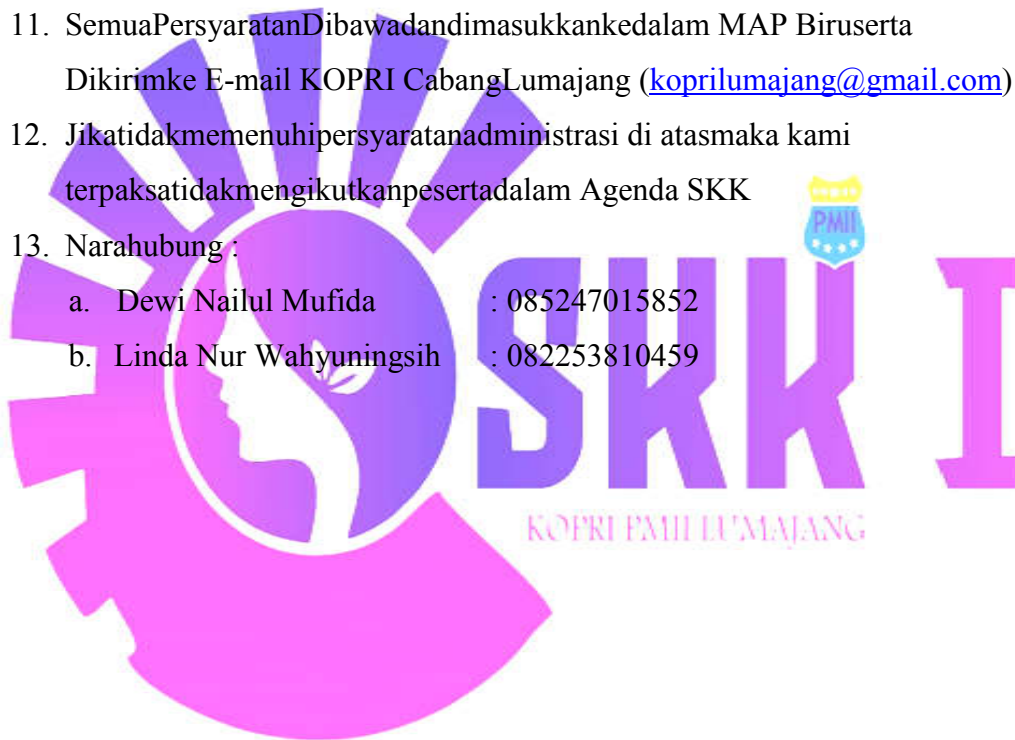 11. SemuaPersyaratanDibawadandimasukkankedalam MAP Biruserta
Dikirimke E-mail KOPRI CabangLumajang (koprilumajang@gmail.com)
12. Jikatidakmemenuhipersyaratanadministrasi di atasmaka kami
terpaksatidakmengikutkanpesertadalam Agenda SKK
13. Narahubung :
a. Dewi Nailul Mufida : 085247015852
b. Linda Nur Wahyuningsih : 082253810459
PMII
SKK I
KOPRI PMII LUMAJANG